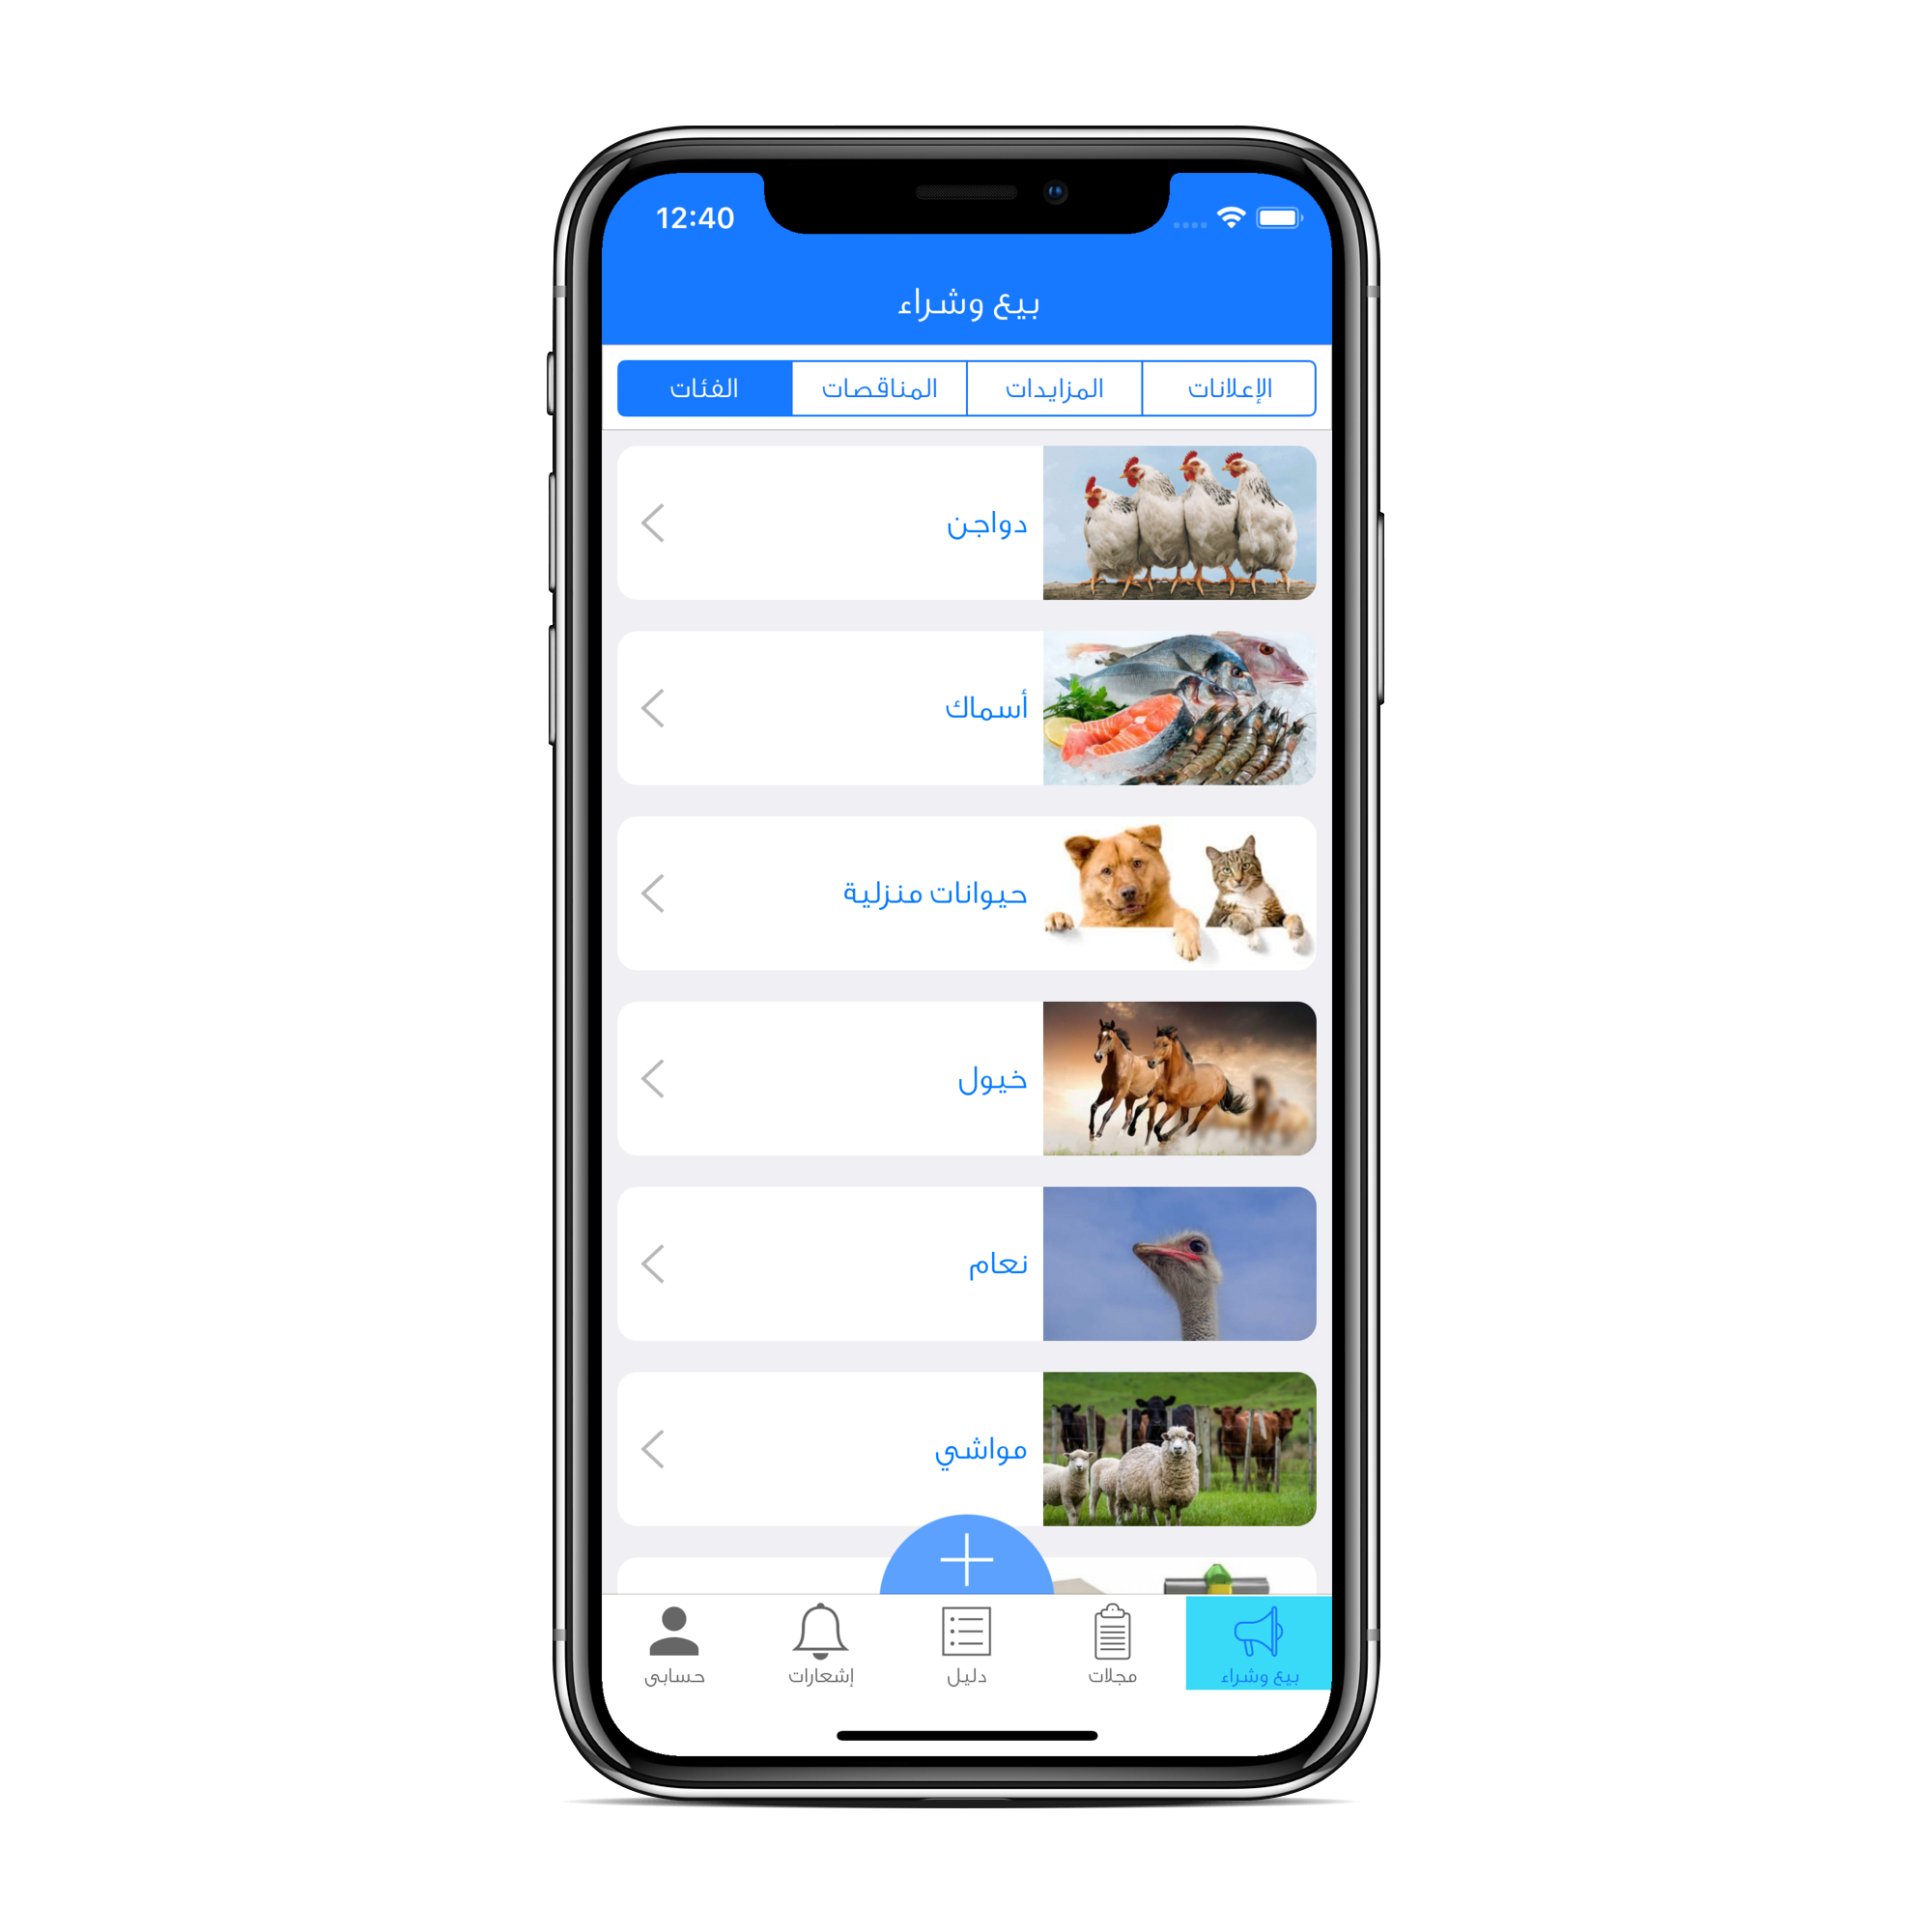 12:40
بيع وشراء
الإعلانات المزايدات المناقصات الفئات
دواجن
أسماك
حيوانات منزلية
خيول
نعام
مواشي
بيع وشراء مجلات دليل إشعارات حسابى